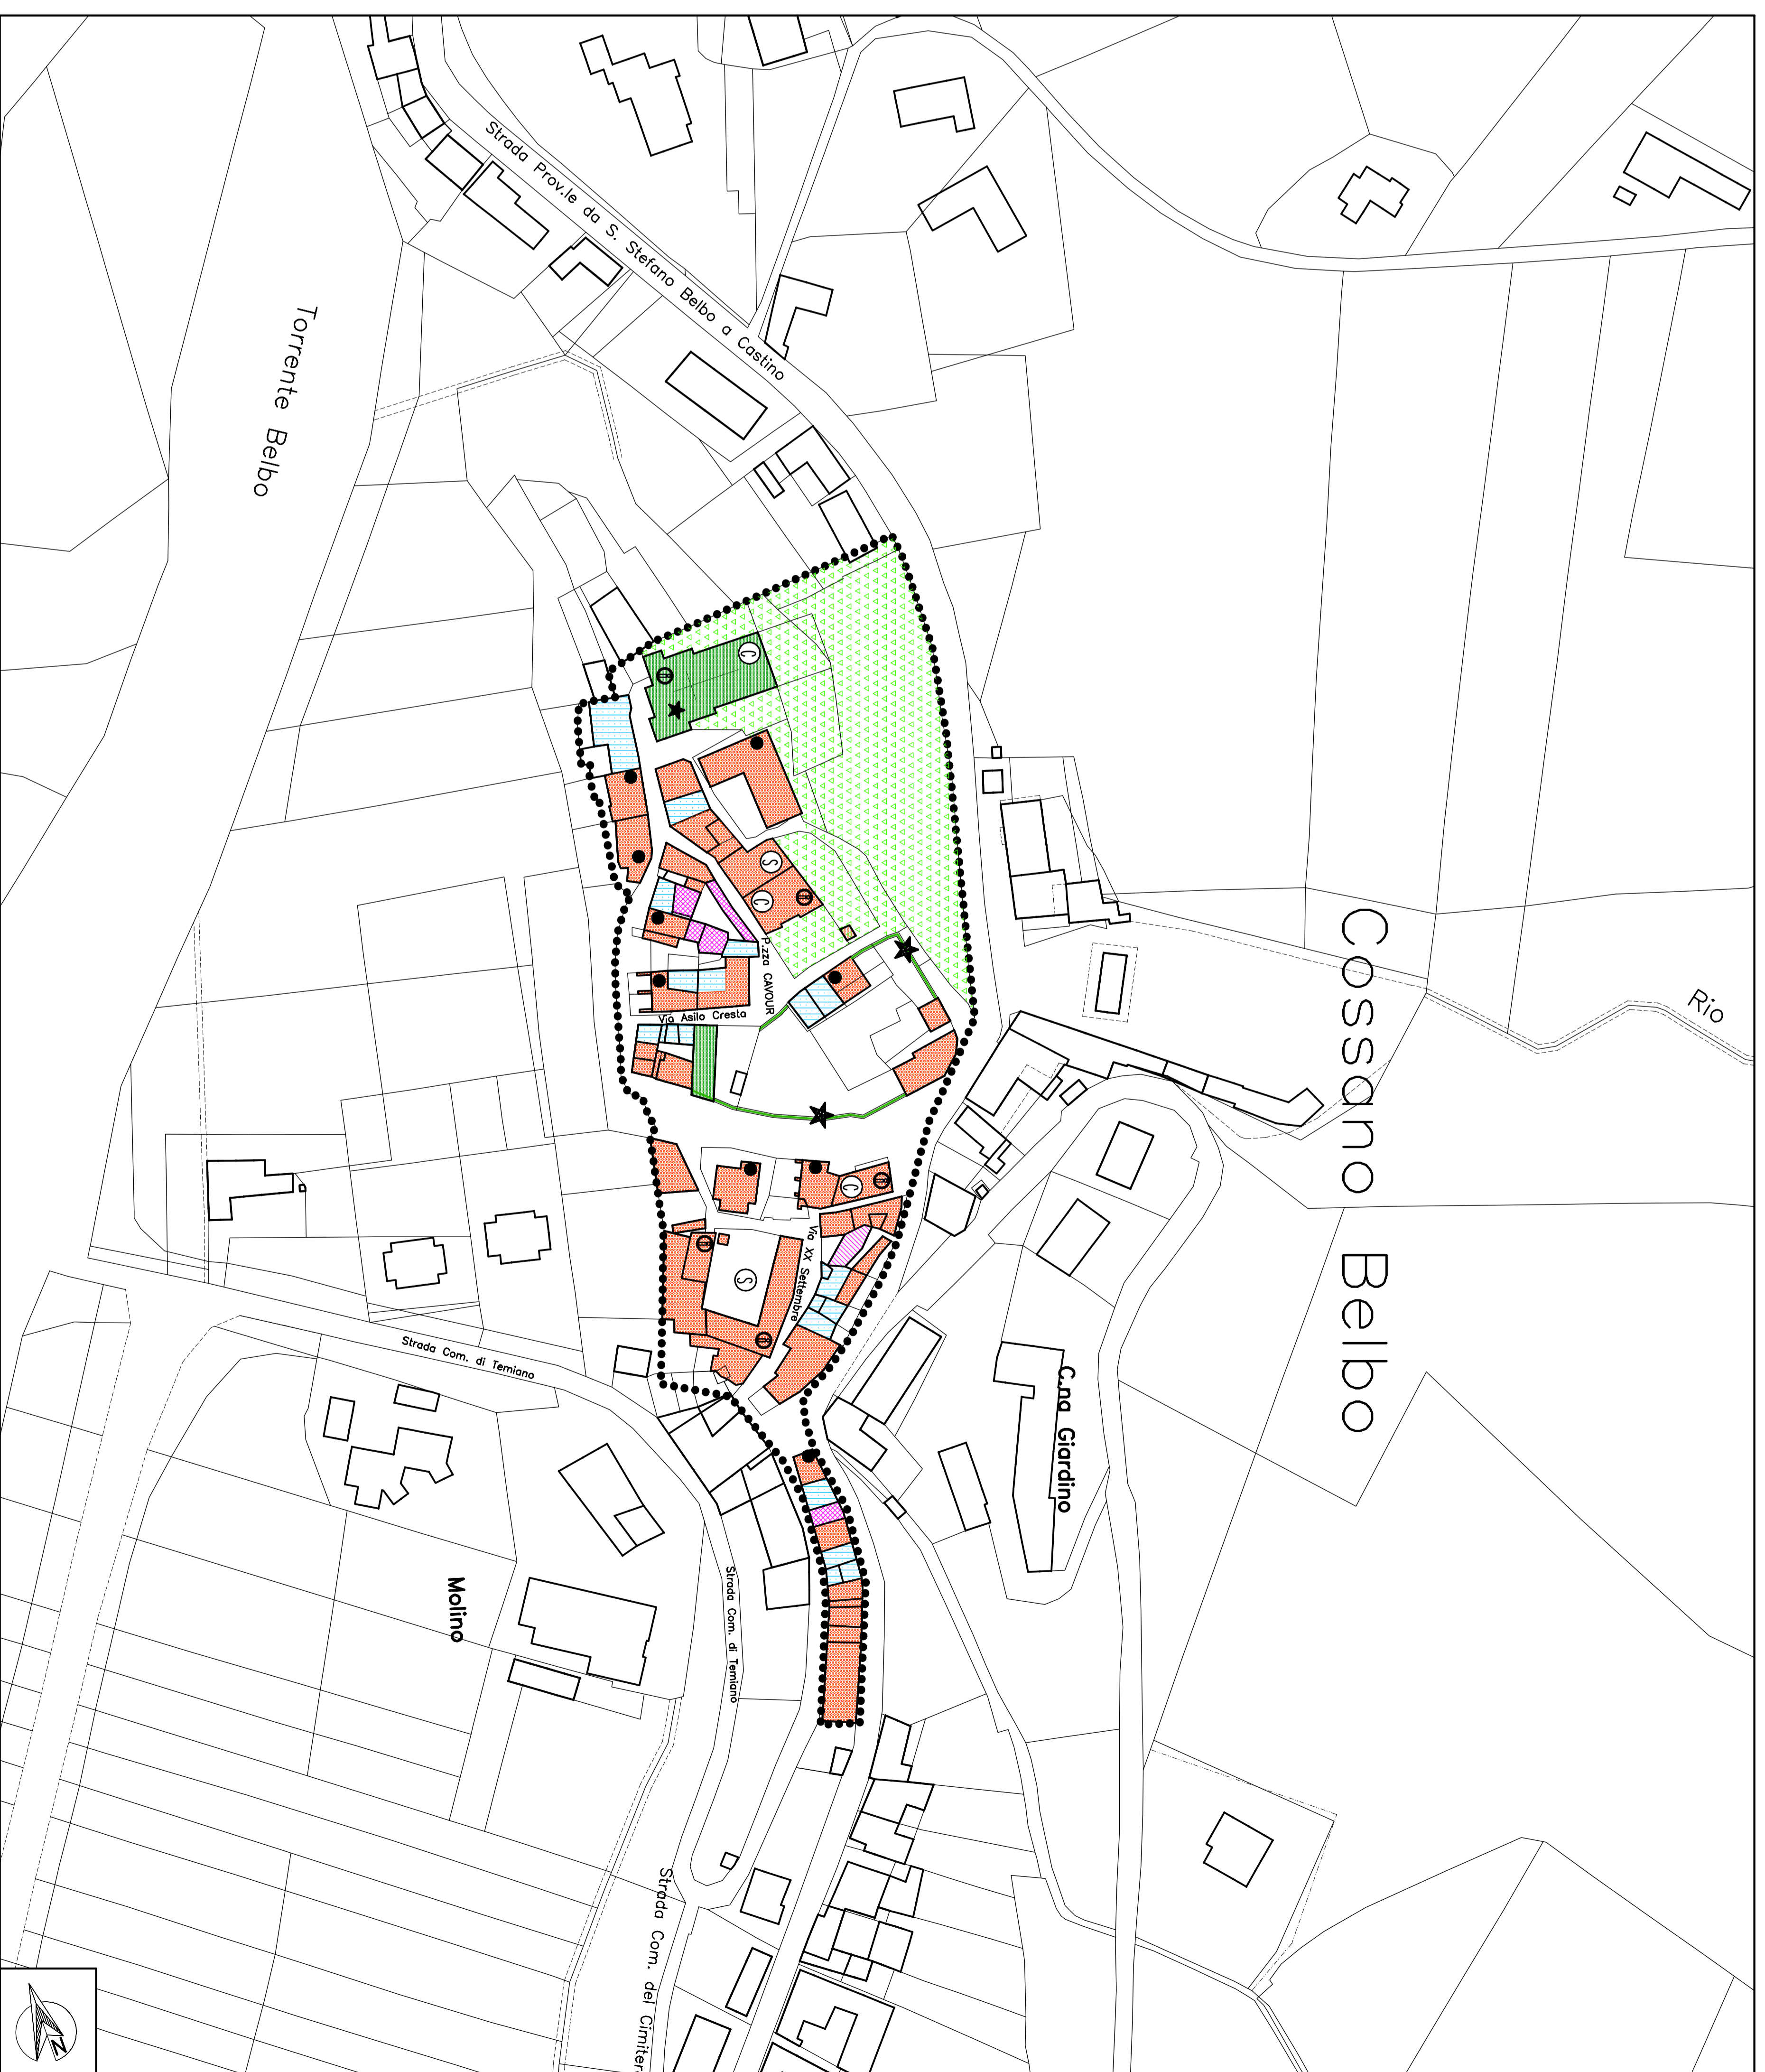 Strada Prov.le da S. Stefano Belbo a Castino
Torrente Belbo
Cossano Belbo
Rio
C
S
C
P.zza CAVOUR
Via Asilo Cresta
C
Via XX Settembre
S
Strada Com. di Temiano
C.na Giardino
Molino
Strada Com. di Temiano
Strada Com. del Cimiter
N